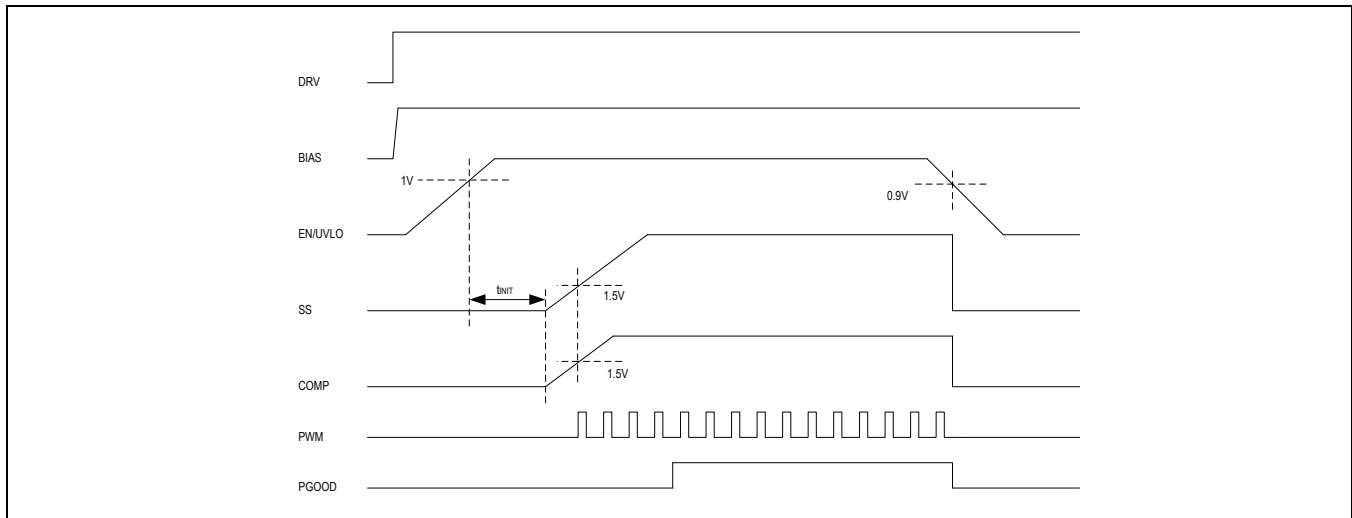 DRV
BIAS
1V
0.9V
EN/UVLO
tINIT
1.5V
SS
1.5V
COMP
PWM
PGOOD